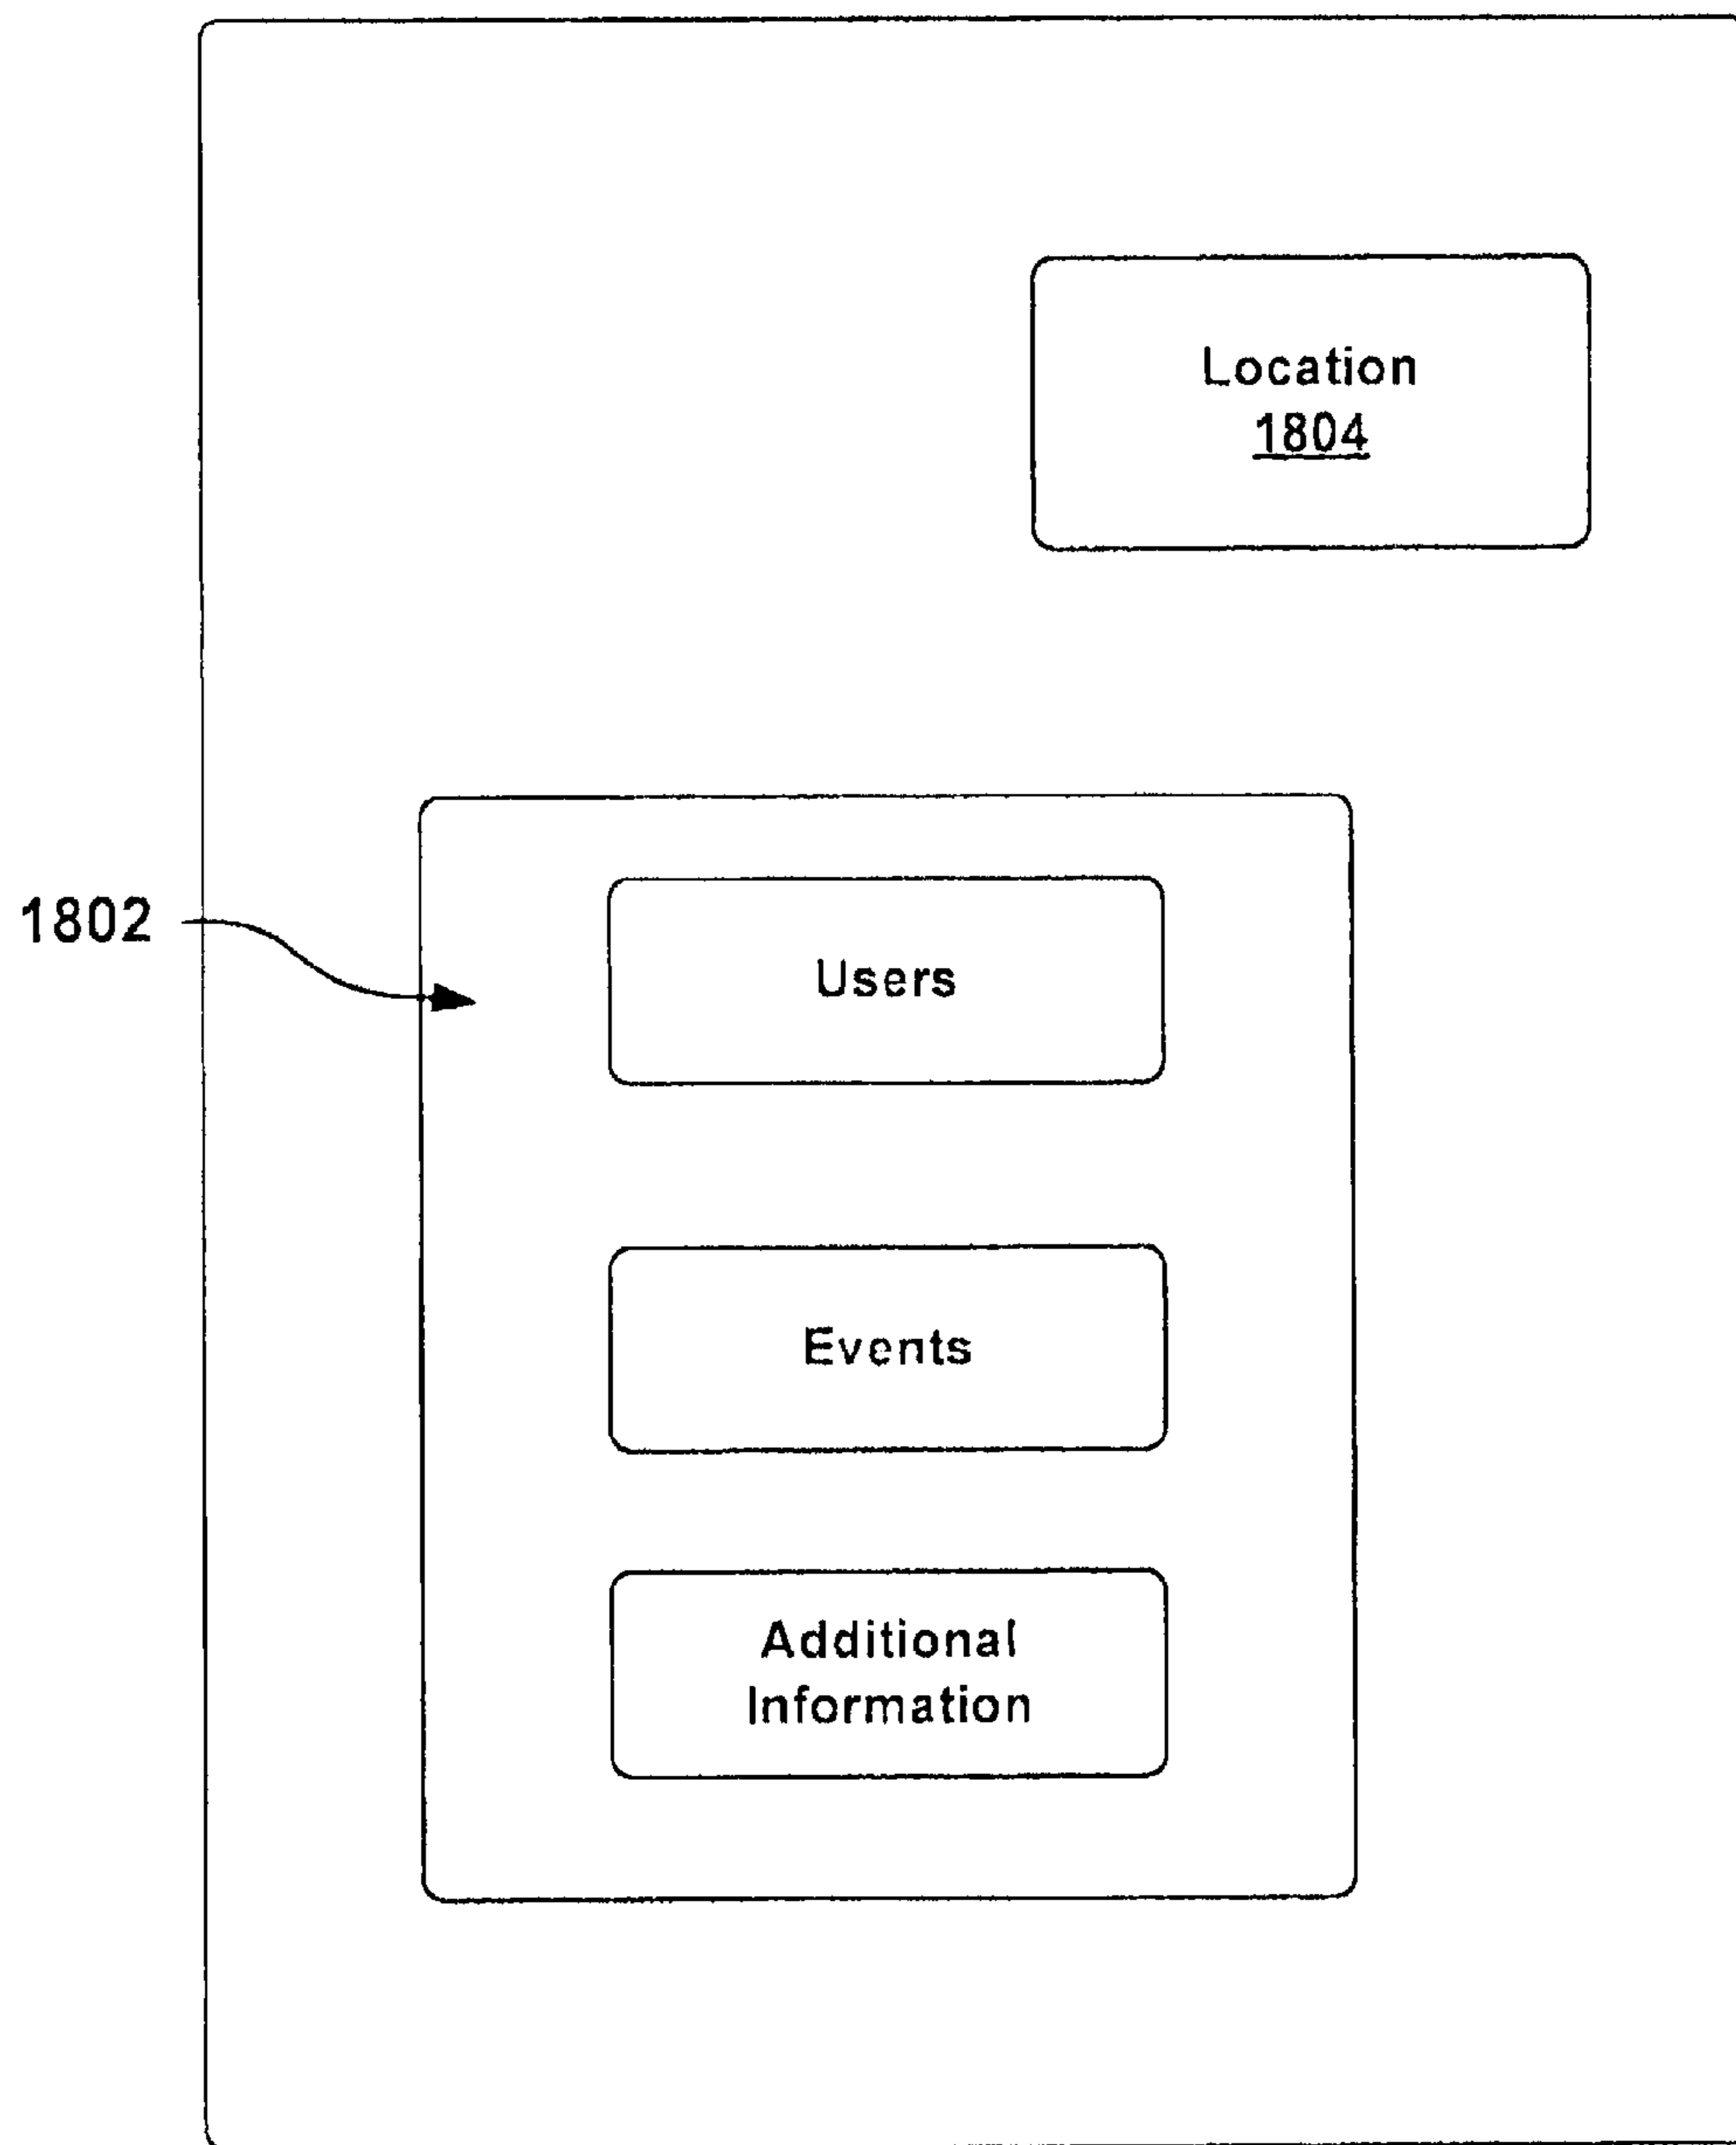 Location
1804
1802
Users
Events
Additional
Information